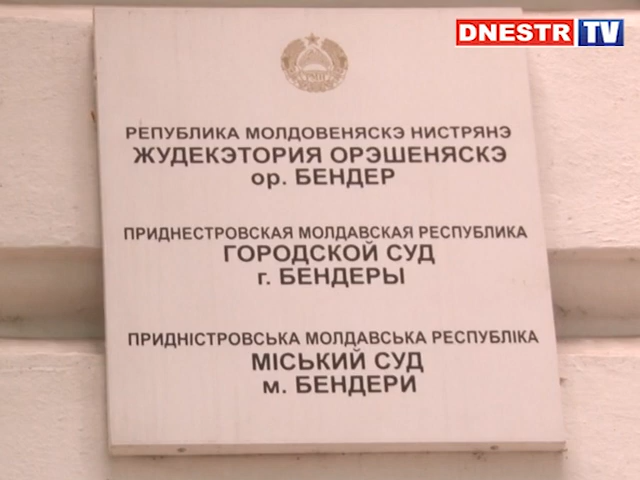 DNESTR TV
РЕПУБЛИКА МОЛДОВЕНЯСКЭ НИСТРЯНЭ
ЖУДЕКЭТОРИЯ ОРЭШЕНЯСКЭ
ор. БЕНДЕР
ПРИДНЕСТРОВСКАЯ МОЛДАВСКАЯ РЕСПУБЛИКА
ГОРОДСКОЙ СУД
г. БЕНДЕРЫ
ПРИДНІСТРОВСЬКА МОЛДАВСЬКА РЕСПУБЛІКА
МІСЬКИЙ СУД
м. БЕНДЕРИ